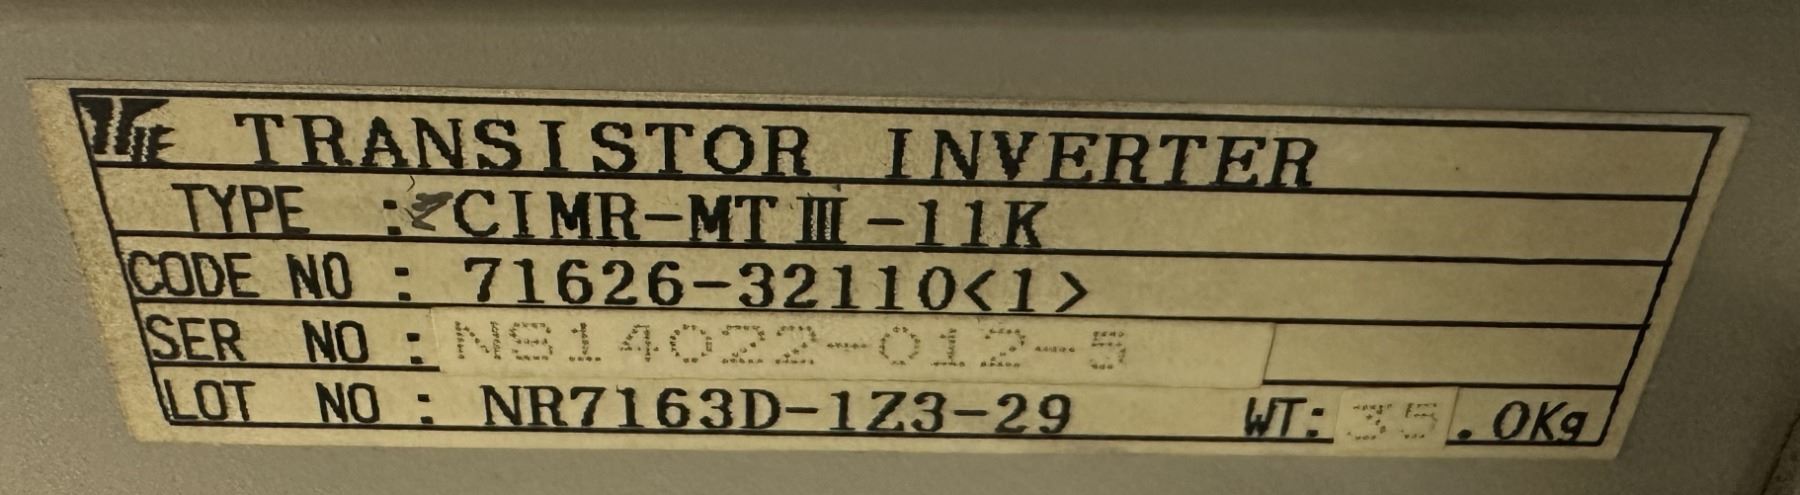 TRANSISTOR INVERTER
TYPE : CIMR-MTIII-11K
CODE NO : 71626-32110<1>
SER NO : NS14022-012-5
LOT NO : NR7163D-1Z3-29 WT: 35.0Kg